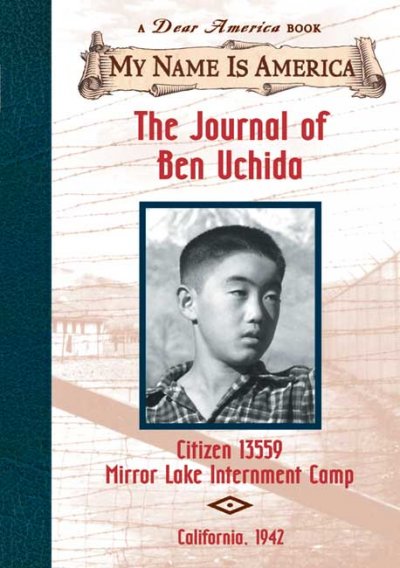 A Dear America BOOK
MY NAME IS AMERICA
The Journal of
Ben Uchida
Citizen 13559
Mirror Lake Internment Camp
California, 1942